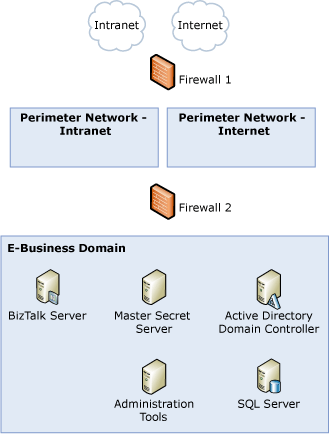 Intranet
Internet
Firewall 1
Perimeter Network -
Intranet
Perimeter Network -
Internet
Firewall 2
E-Business Domain
BizTalk Server
Master Secret
Server
Active Directory
Domain Controller
Administration
Tools
SQL Server